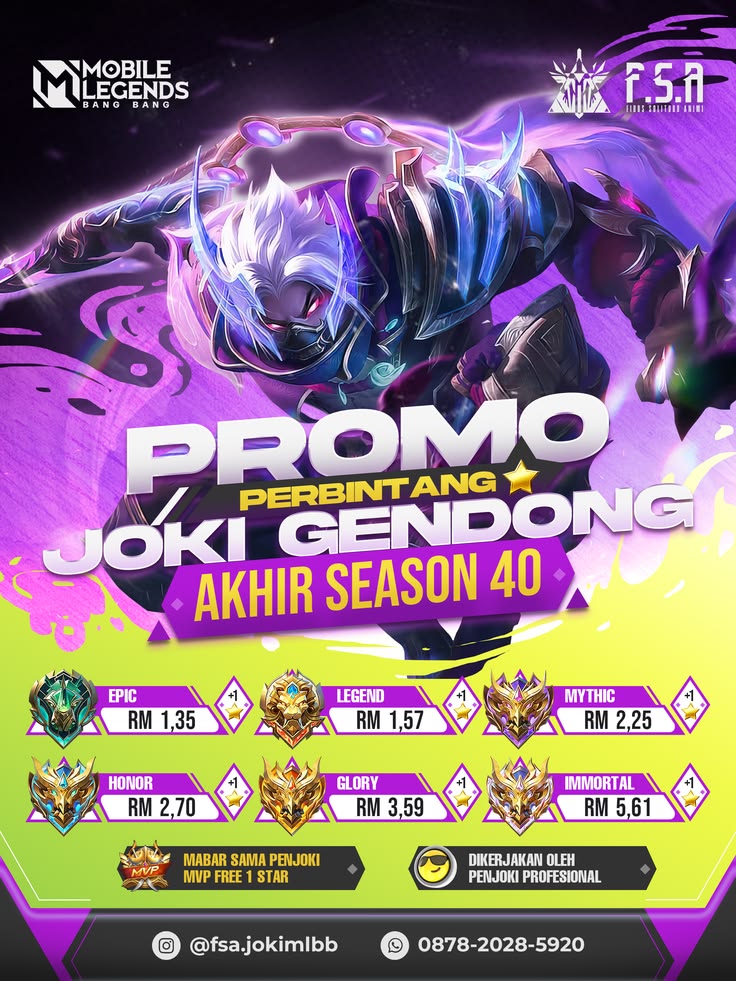 MOBILE
LEGENDS
BANG BANG
F.S.A
FIDUS SOLITUDO ANIMI
PROMO
PERBINTANG
JOKI GENDONG
AKHIR SEASON 40
EPIC
RM 1,35
+1
LEGEND
RM 1,57
+1
MYTHIC
RM 2,25
+1
HONOR
RM 2,70
+1
GLORY
RM 3,59
+1
IMMORTAL
RM 5,61
+1
MVP
MABAR SAMA PENJOKI
MVP FREE 1 STAR
DIKERJAKAN OLEH
PENJOKI PROFESIONAL
@fsa.jokimlbb
0878-2028-5920